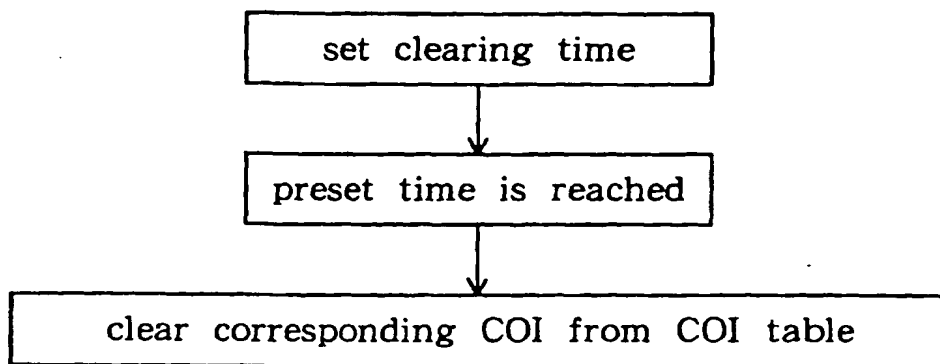 set clearing time
preset time is reached
clear corresponding COI from COI table